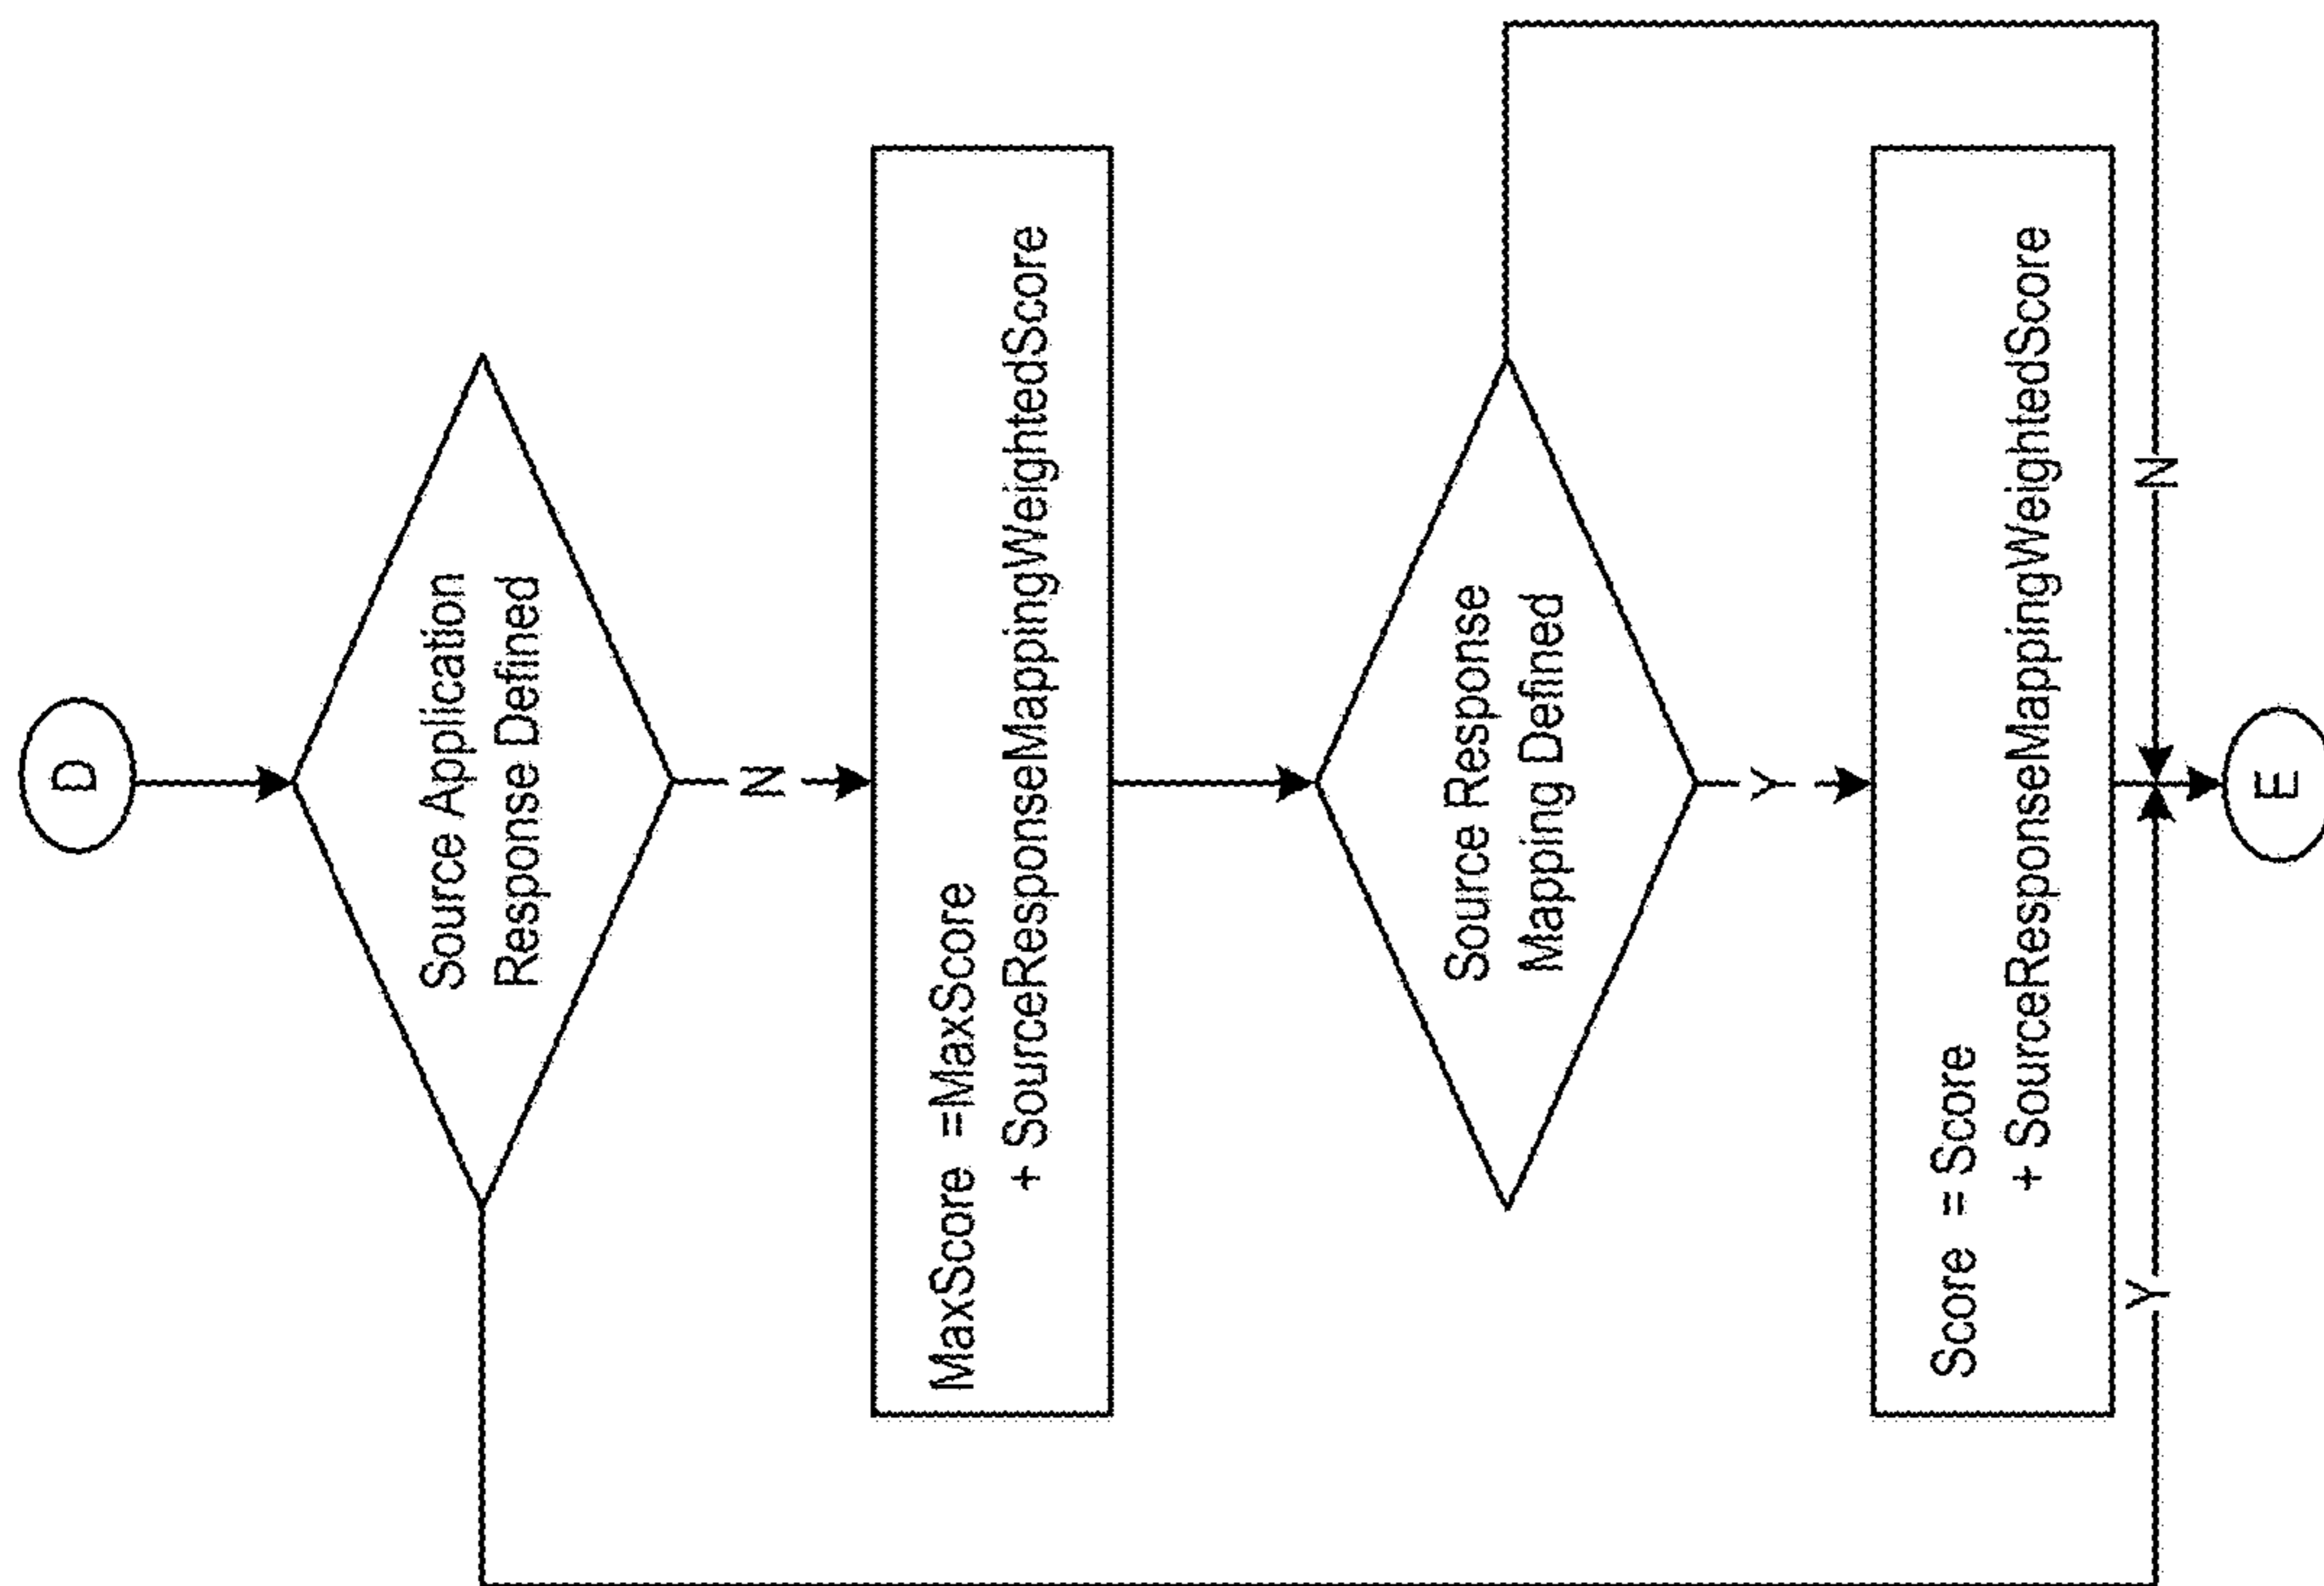 D
Source Application
Response Defined
N
MaxScore =MaxScore
+ SourceResponseMappingWeightedScore
Source Response
Mapping Defined
Y
Score =Score
+ SourceResponseMappingWeightedScore
Y
N
E